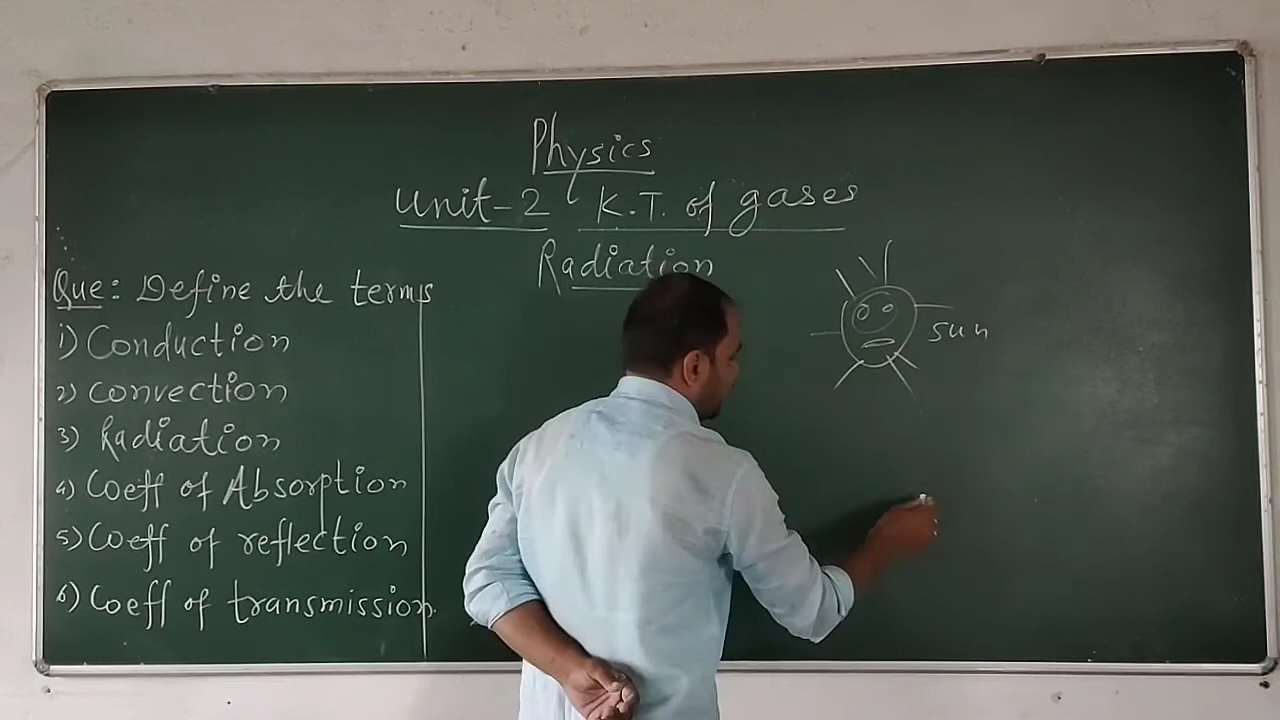 Physics
Unit-2 K.T. of gases
Radiation
Que: Define the terms
1) Conduction
2) Convection
3) Radiation
4) Coeff of Absorption
5) Coeff of reflection
6) Coeff of transmission.
sun